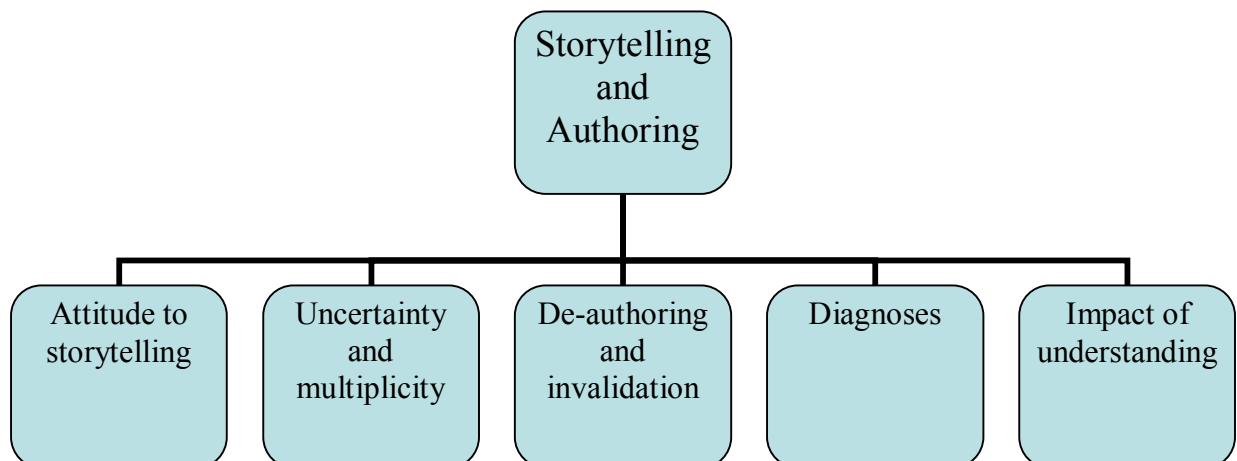 Storytelling
and
Authoring
Attitude to
storytelling
Uncertainty
and
multiplicity
De-authoring
and
invalidation
Diagnoses
Impact of
understanding